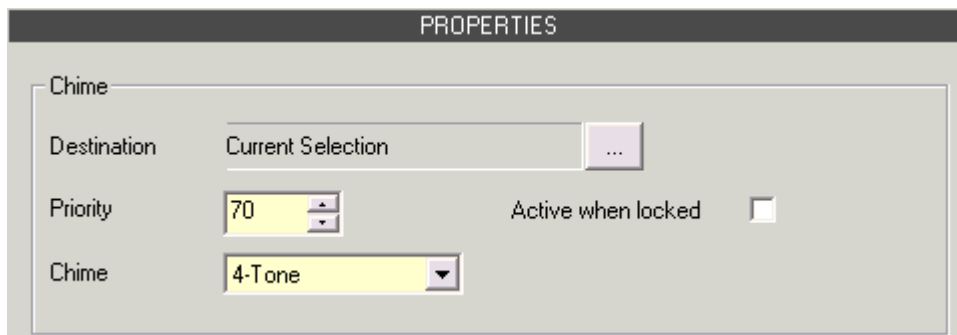 PROPERTIES
Chime
Destination Current Selection ...
Priority 70 Active when locked
Chime 4-Tone